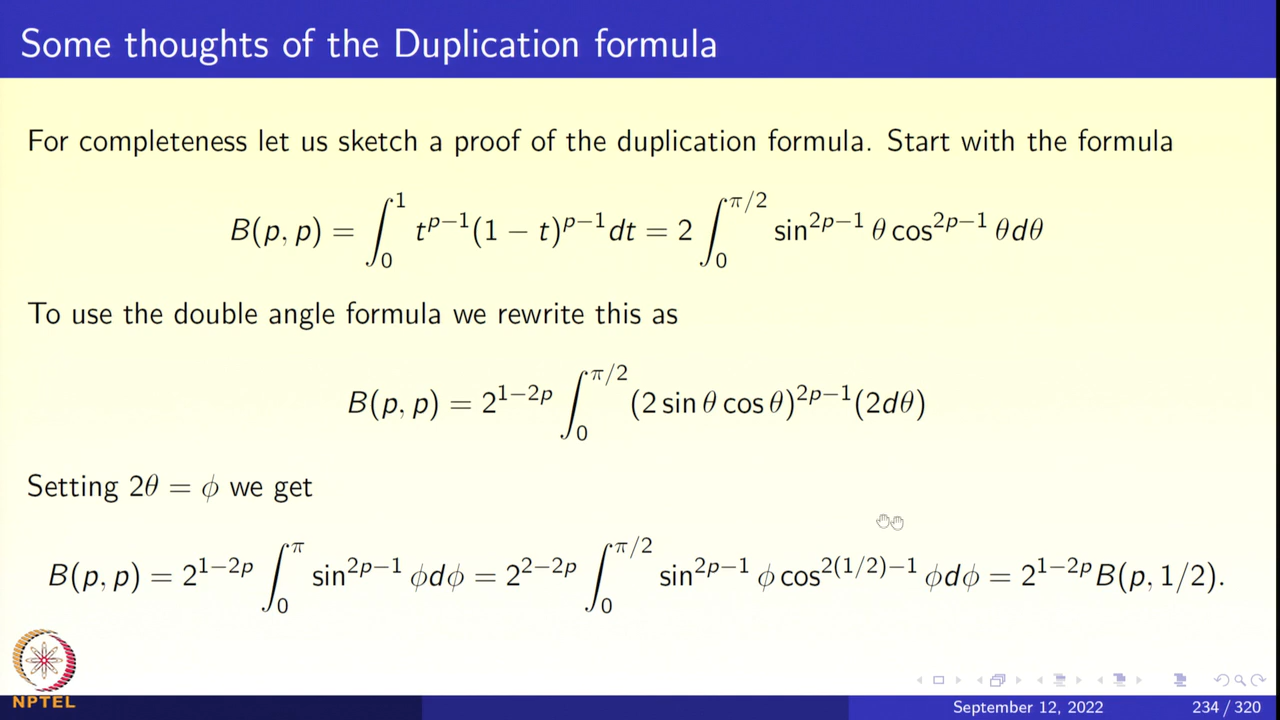 Some thoughts of the Duplication formula
For completeness let us sketch a proof of the duplication formula. Start with the formula
B(p, p) = ∫₀¹ t^{p−1}(1 − t)^{p−1}dt = 2 ∫₀^{π/2} sin^{2p−1} θ cos^{2p−1} θdθ
To use the double angle formula we rewrite this as
B(p, p) = 2^{1−2p} ∫₀^{π/2} (2 sin θ cos θ)^{2p−1}(2dθ)
Setting 2θ = ϕ we get
B(p, p) = 2^{1−2p} ∫₀^{π} sin^{2p−1} ϕdϕ = 2^{2−2p} ∫₀^{π/2} sin^{2p−1} ϕ cos^{2(1/2)−1} ϕdϕ = 2^{1−2p}B(p, 1/2).
NPTEL
September 12, 2022 234 / 320